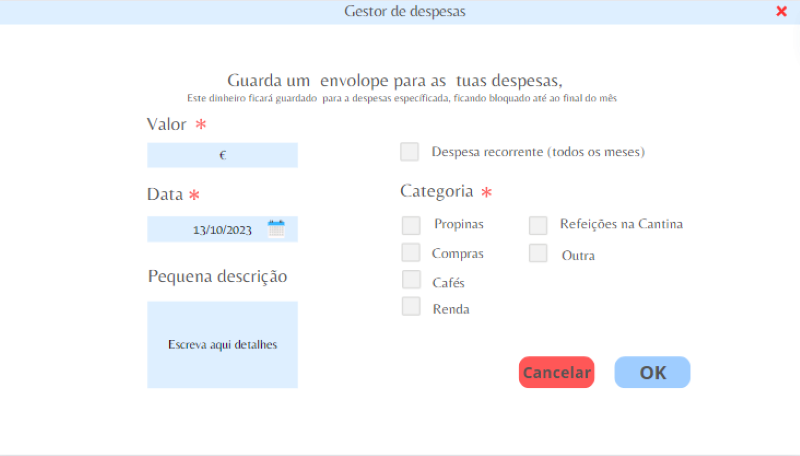 Gestor de despesas
Guarda um envolope para as tuas despesas,
Este dinheiro ficará guardado para a despesas específicada, ficando bloquado até ao final do mês
Valor *
€
Despesa recorrente (todos os meses)
Data *
13/10/2023
Categoria *
Propinas
Refeições na Cantina
Compras
Outra
Cafés
Renda
Pequena descrição
Escreva aqui detalhes
Cancelar
OK